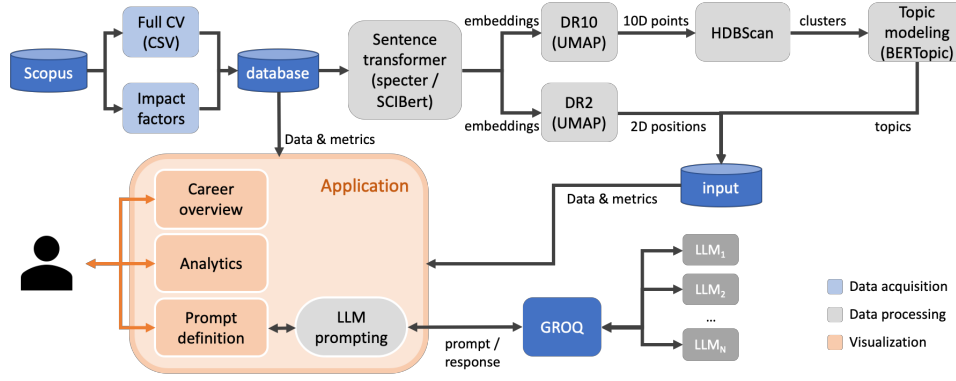 Scopus
Full CV
(CSV)
Impact
factors
database
Sentence
transformer
(specter /
SCIBert)
embeddings
embeddings
DR10
(UMAP)
10D points
HDBScan
clusters
Topic
modeling
(BERTopic)
DR2
(UMAP)
2D positions
topics
Data & metrics
input
Data & metrics
Application
Career
overview
Analytics
Prompt
definition
LLM
prompting
prompt /
response
GROQ
LLM1
LLM2
...
LLMN
Data acquisition
Data processing
Visualization